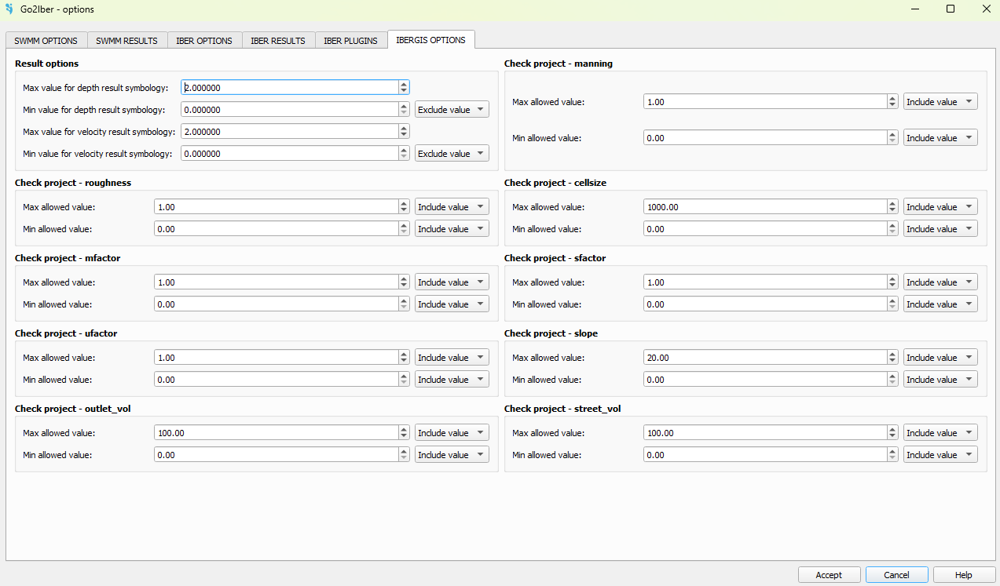 Go2Iber - options
SWMM OPTIONS
SWMM RESULTS
IBER OPTIONS
IBER RESULTS
IBER PLUGINS
IBERGIS OPTIONS
Result options
Max value for depth result symbology: 2.000000
Min value for depth result symbology: 0.000000 Exclude value
Max value for velocity result symbology: 2.000000
Min value for velocity result symbology: 0.000000 Exclude value
Check project - manning
Max allowed value: 1.00 Include value
Min allowed value: 0.00 Include value
Check project - roughness
Max allowed value: 1.00 Include value
Min allowed value: 0.00 Include value
Check project - cellsize
Max allowed value: 1000.00 Include value
Min allowed value: 0.00 Include value
Check project - mfactor
Max allowed value: 1.00 Include value
Min allowed value: 0.00 Include value
Check project - sfactor
Max allowed value: 1.00 Include value
Min allowed value: 0.00 Include value
Check project - ufactor
Max allowed value: 1.00 Include value
Min allowed value: 0.00 Include value
Check project - slope
Max allowed value: 20.00 Include value
Min allowed value: 0.00 Include value
Check project - outlet_vol
Max allowed value: 100.00 Include value
Min allowed value: 0.00 Include value
Check project - street_vol
Max allowed value: 100.00 Include value
Min allowed value: 0.00 Include value
Accept
Cancel
Help